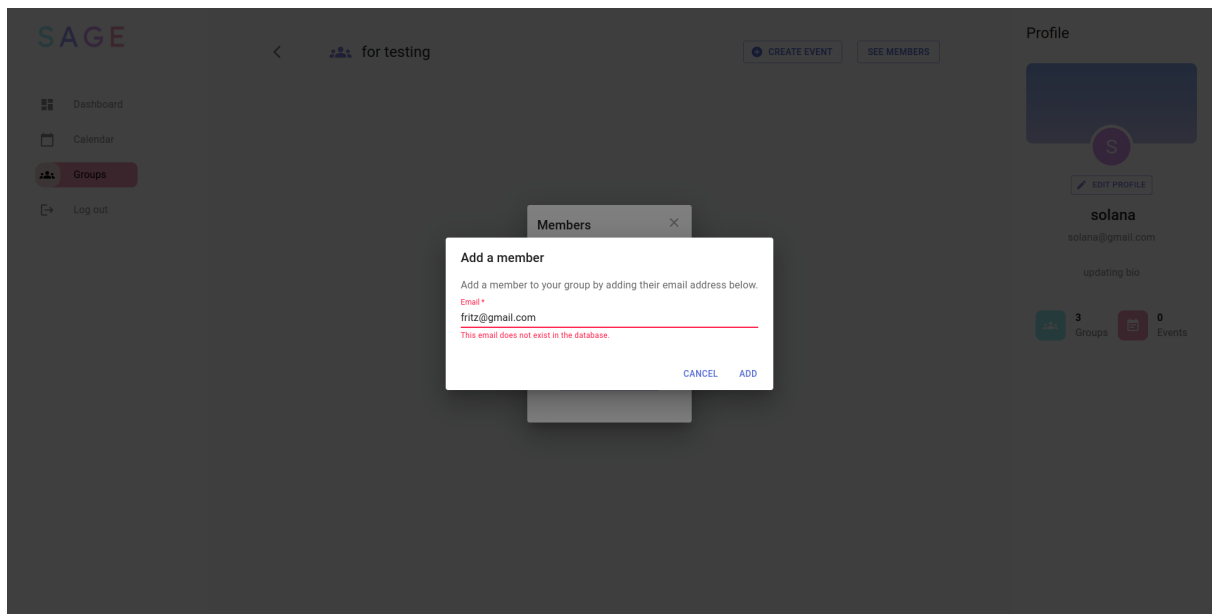 SAGE
for testing
CREATE EVENT
SEE MEMBERS
Profile
Dashboard
Calendar
Groups
Log out
S
EDIT PROFILE
solana
solana@gmail.com
updating bio
3
Groups
0
Events
Members
Add a member
Add a member to your group by adding their email address below.
Email *
fritz@gmail.com
This email does not exist in the database.
CANCEL
ADD